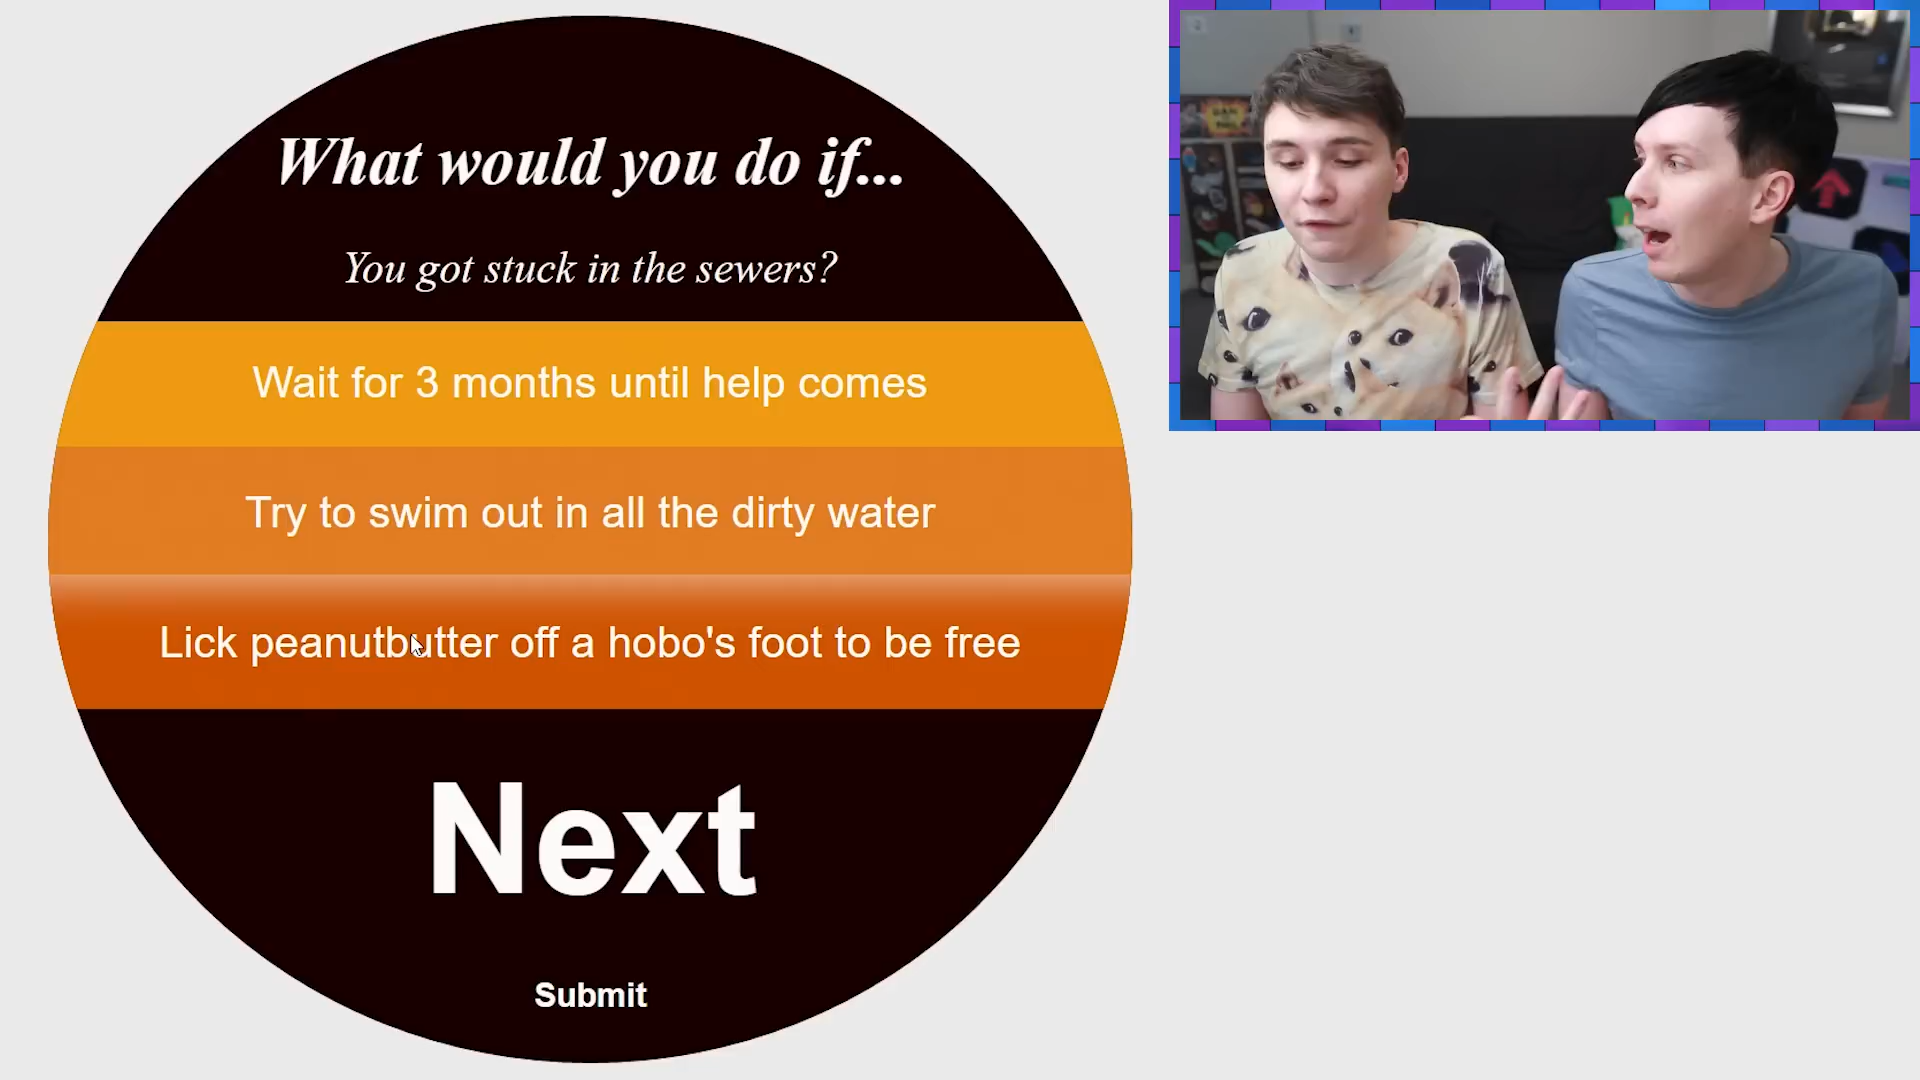 What would you do if...
You got stuck in the sewers?
Wait for 3 months until help comes
Try to swim out in all the dirty water
Lick peanutbutter off a hobo's foot to be free
Next
Submit